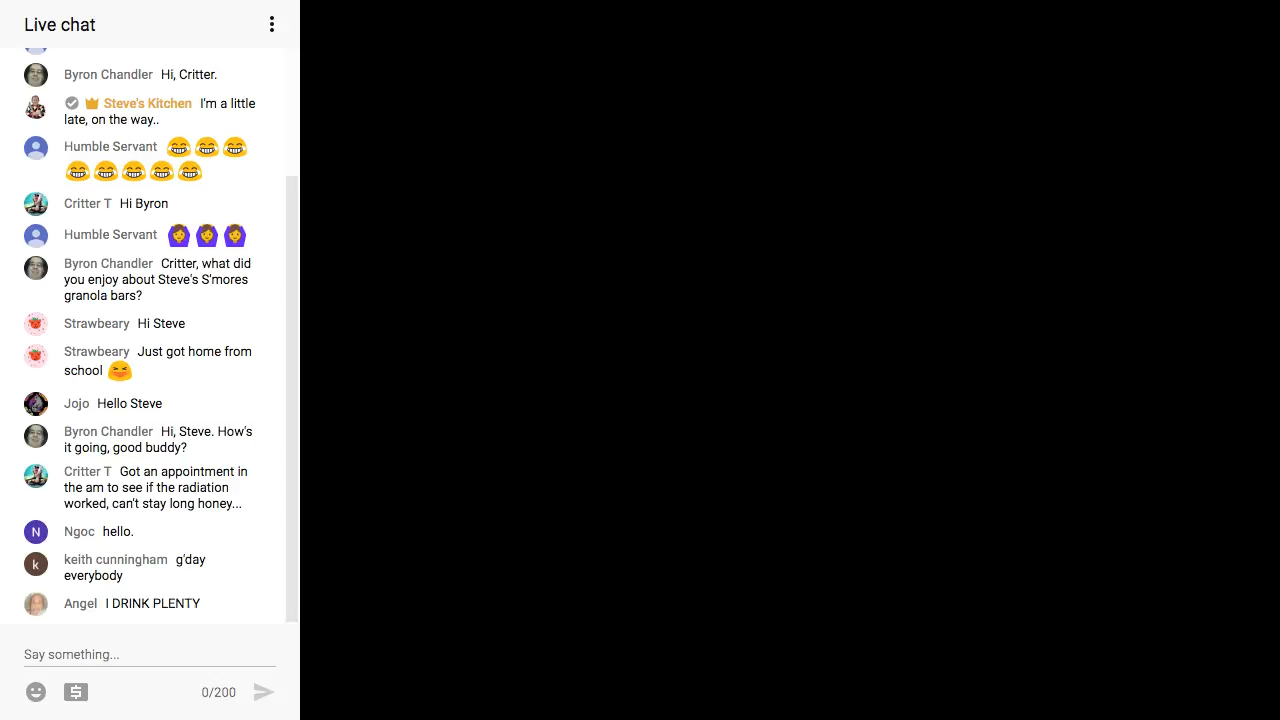 Live chat
Byron Chandler Hi, Critter.
Steve's Kitchen I'm a little
late, on the way..
Humble Servant
Critter T Hi Byron
Humble Servant
Byron Chandler Critter, what did
you enjoy about Steve's S'mores
granola bars?
Strawbeary Hi Steve
Strawbeary Just got home from
school
Jojo Hello Steve
Byron Chandler Hi, Steve. How's
it going, good buddy?
Critter T Got an appointment in
the am to see if the radiation
worked, can't stay long honey...
N
Ngoc hello.
k
keith cunningham g'day
everybody
Angel I DRINK PLENTY
Say something...
0/200